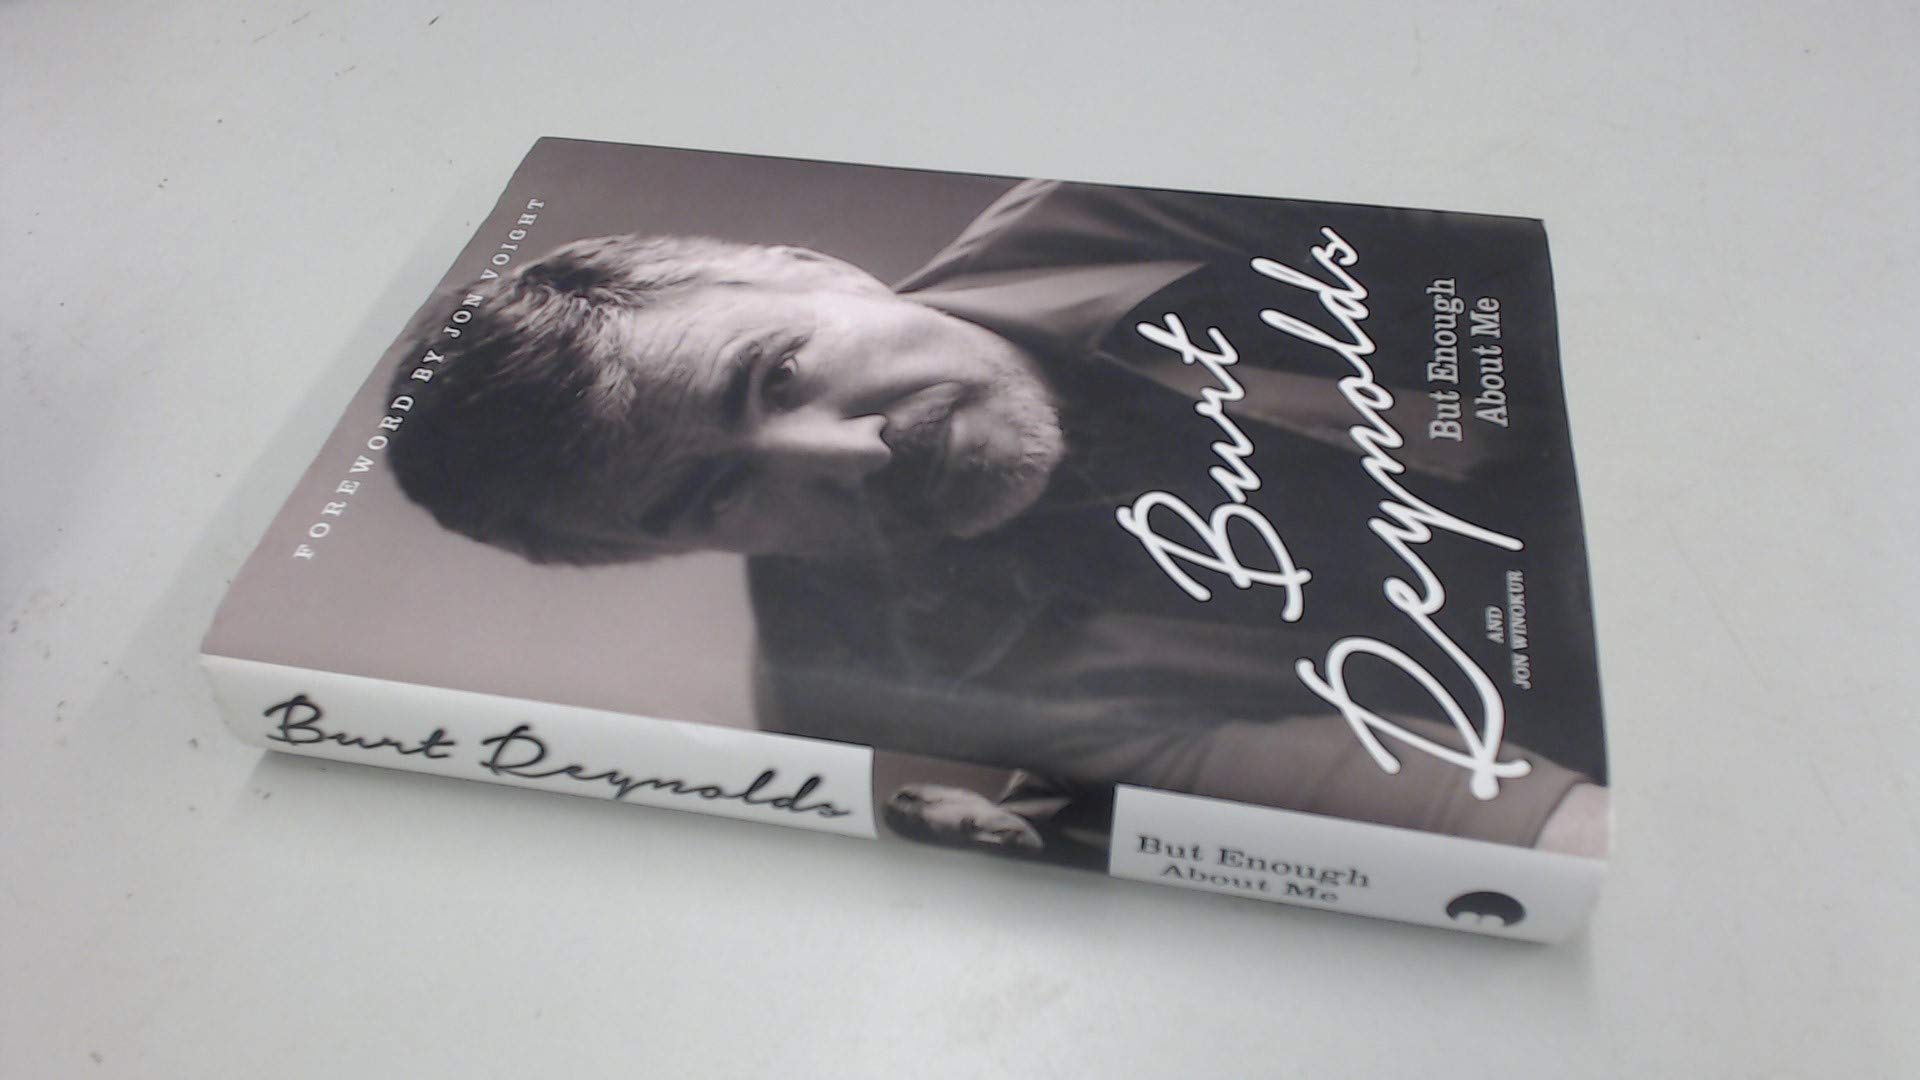 FOREWORD BY JON VOIGHT
Burt
Reynolds
But Enough
About Me
AND
JON WINOKUR
Burt Reynolds
But Enough
About Me